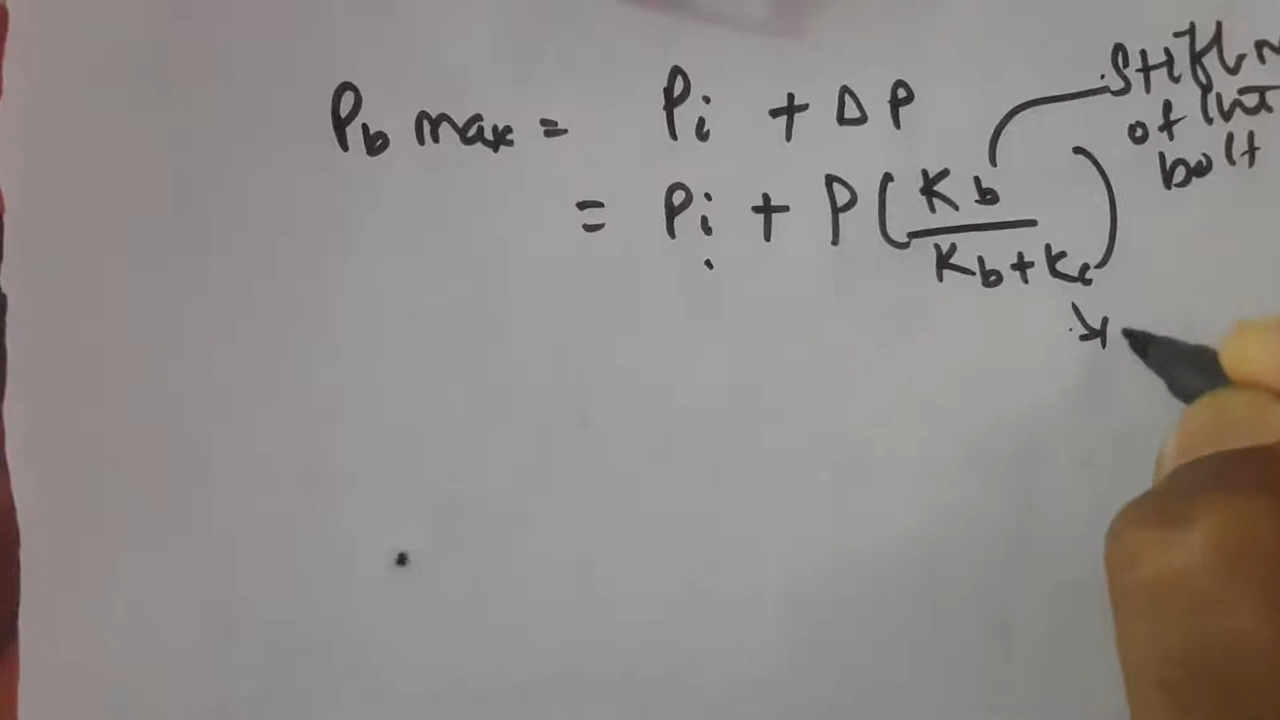 Pb max = Pi + ΔP
= Pi + P(Kb/Kb+Kc)
of the
bolt